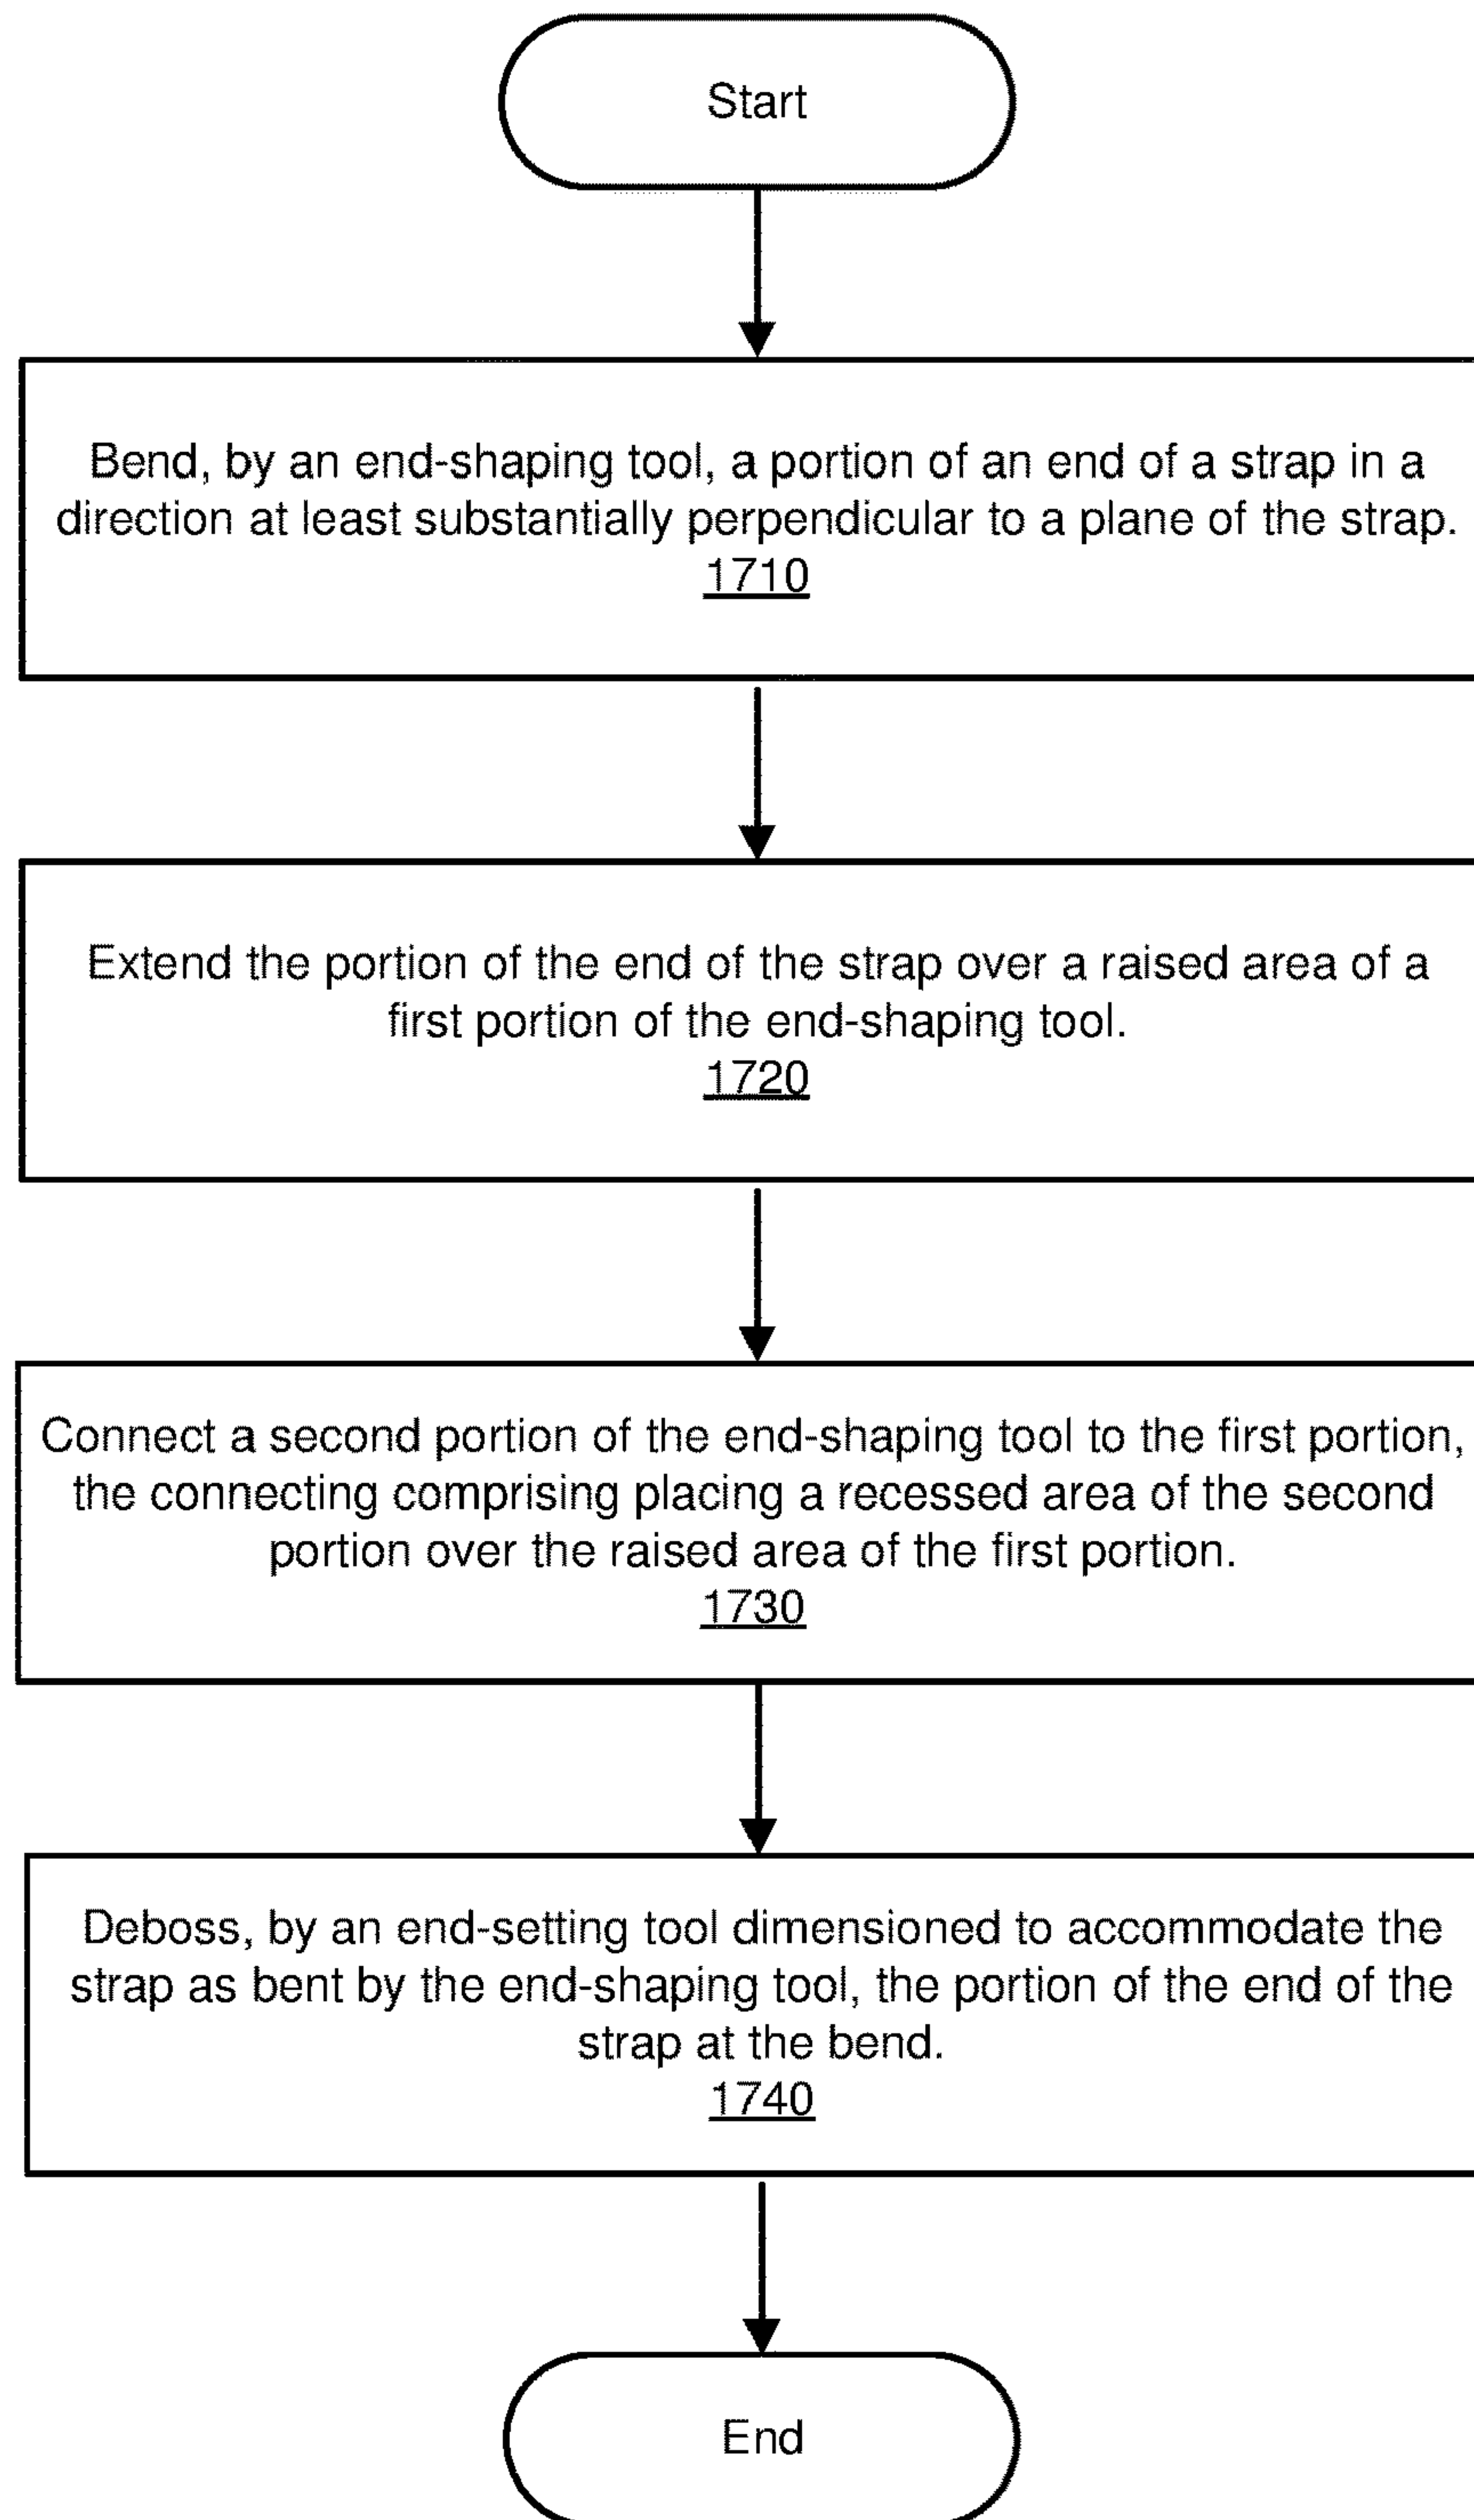 Start
Bend, by an end-shaping tool, a portion of an end of a strap in a
direction at least substantially perpendicular to a plane of the strap.
1710
Extend the portion of the end of the strap over a raised area of a
first portion of the end-shaping tool.
1720
Connect a second portion of the end-shaping tool to the first portion,
the connecting comprising placing a recessed area of the second
portion over the raised area of the first portion.
1730
Deboss, by an end-setting tool dimensioned to accommodate the
strap as bent by the end-shaping tool, the portion of the end of the
strap at the bend.
1740
End